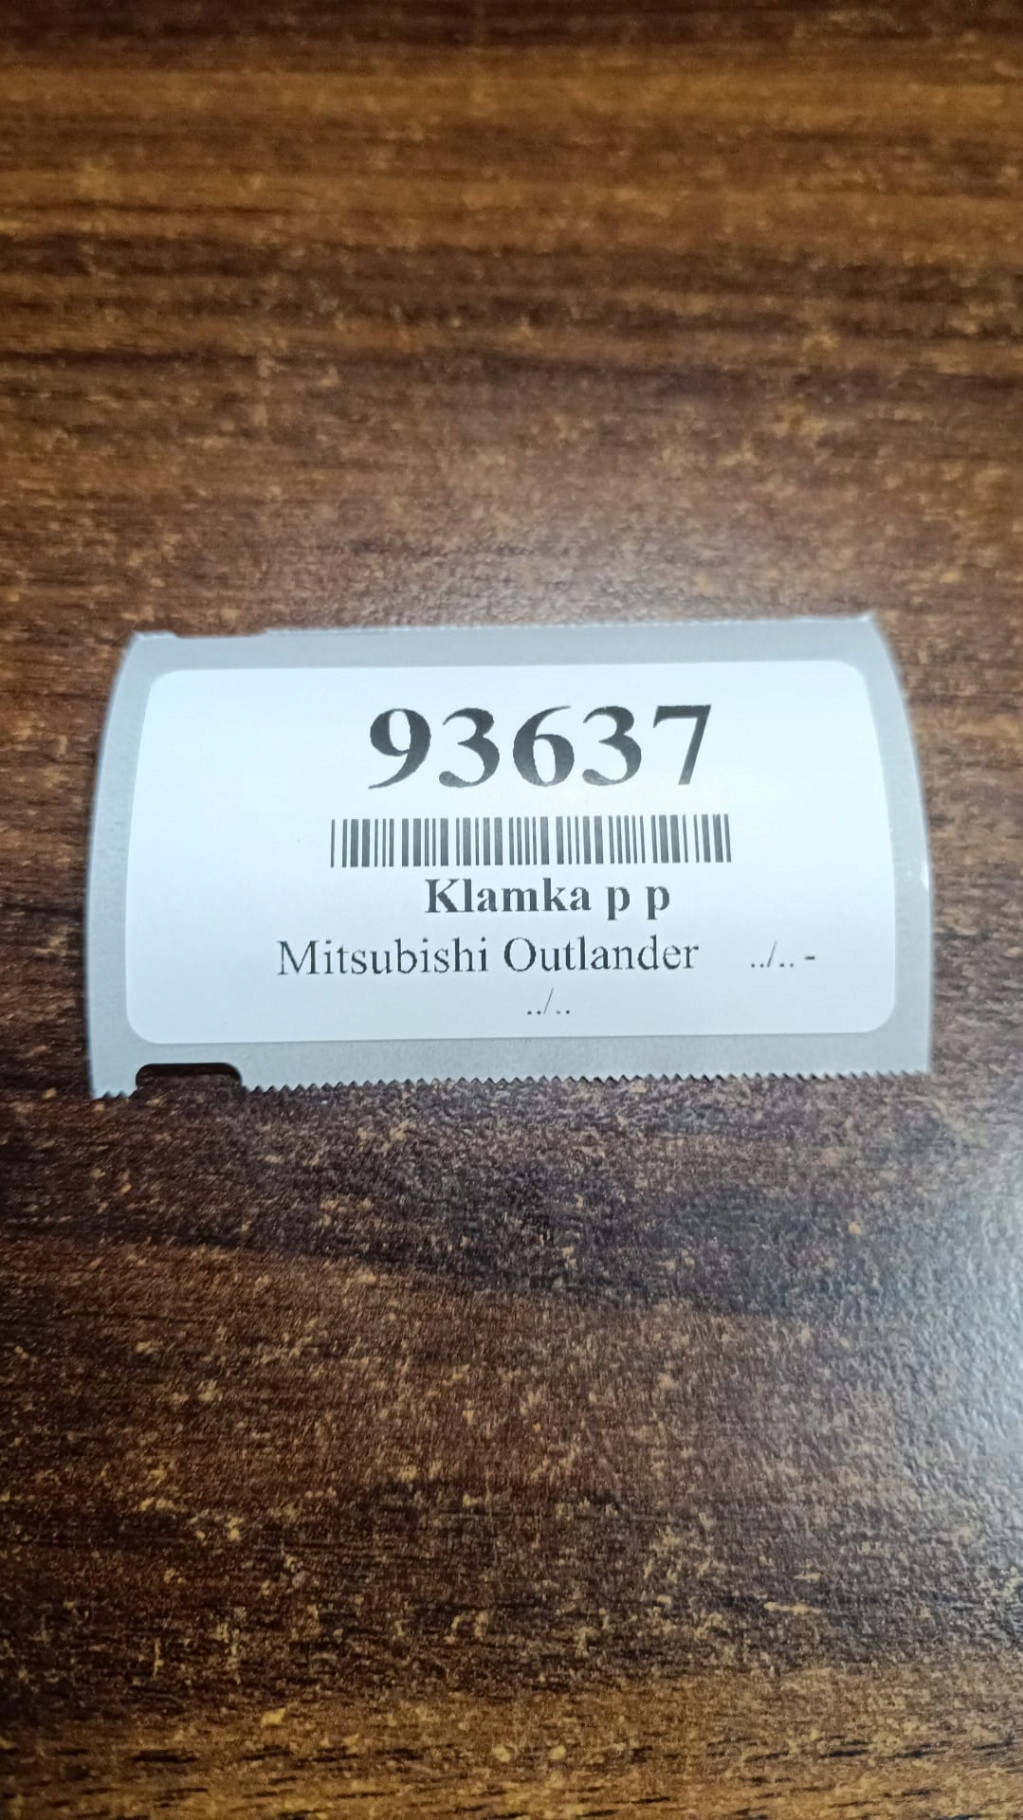 93637
Klamka p p
Mitsubishi Outlander ../.. -
../..